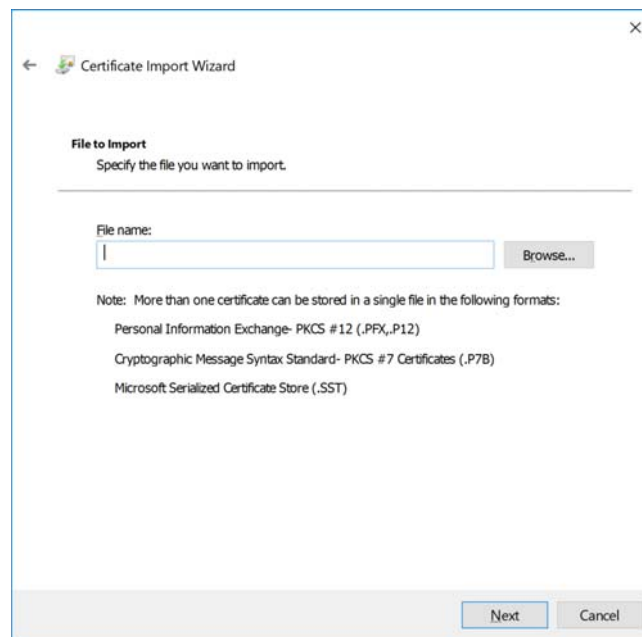 Certificate Import Wizard
File to Import
Specify the file you want to import.
File name:
Browse...
Note: More than one certificate can be stored in a single file in the following formats:
Personal Information Exchange- PKCS #12 (.PFX,.P12)
Cryptographic Message Syntax Standard- PKCS #7 Certificates (.P7B)
Microsoft Serialized Certificate Store (.SST)
Next Cancel